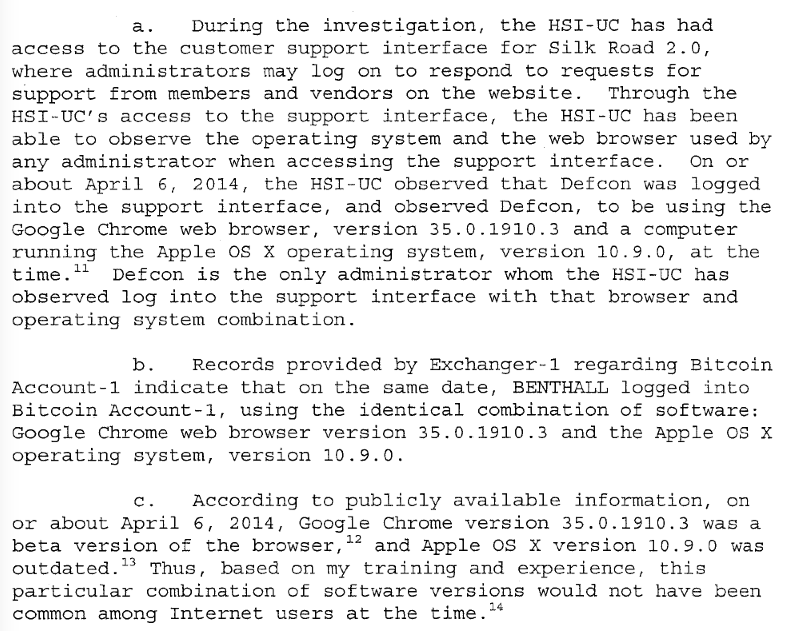 a. During the investigation, the HSI-UC has had
access to the customer support interface for Silk Road 2.0,
where administrators may log on to respond to requests for
support from members and vendors on the website. Through the
HSI-UC's access to the support interface, the HSI-UC has been
able to observe the operating system and the web browser used by
any administrator when accessing the support interface. On or
about April 6, 2014, the HSI-UC observed that Defcon was logged
into the support interface, and observed Defcon, to be using the
Google Chrome web browser, version 35.0.1910.3 and a computer
running the Apple OS X operating system, version 10.9.0, at the
time.11 Defcon is the only administrator whom the HSI-UC has
observed log into the support interface with that browser and
operating system combination.
b. Records provided by Exchanger-1 regarding Bitcoin
Account-1 indicate that on the same date, BENTHALL logged into
Bitcoin Account-1, using the identical combination of software:
Google Chrome web browser version 35.0.1910.3 and the Apple OS X
operating system, version 10.9.0.
c. According to publicly available information, on
or about April 6, 2014, Google Chrome version 35.0.1910.3 was a
beta version of the browser,12 and Apple OS X version 10.9.0 was
outdated.13 Thus, based on my training and experience, this
particular combination of software versions would not have been
common among Internet users at the time.14